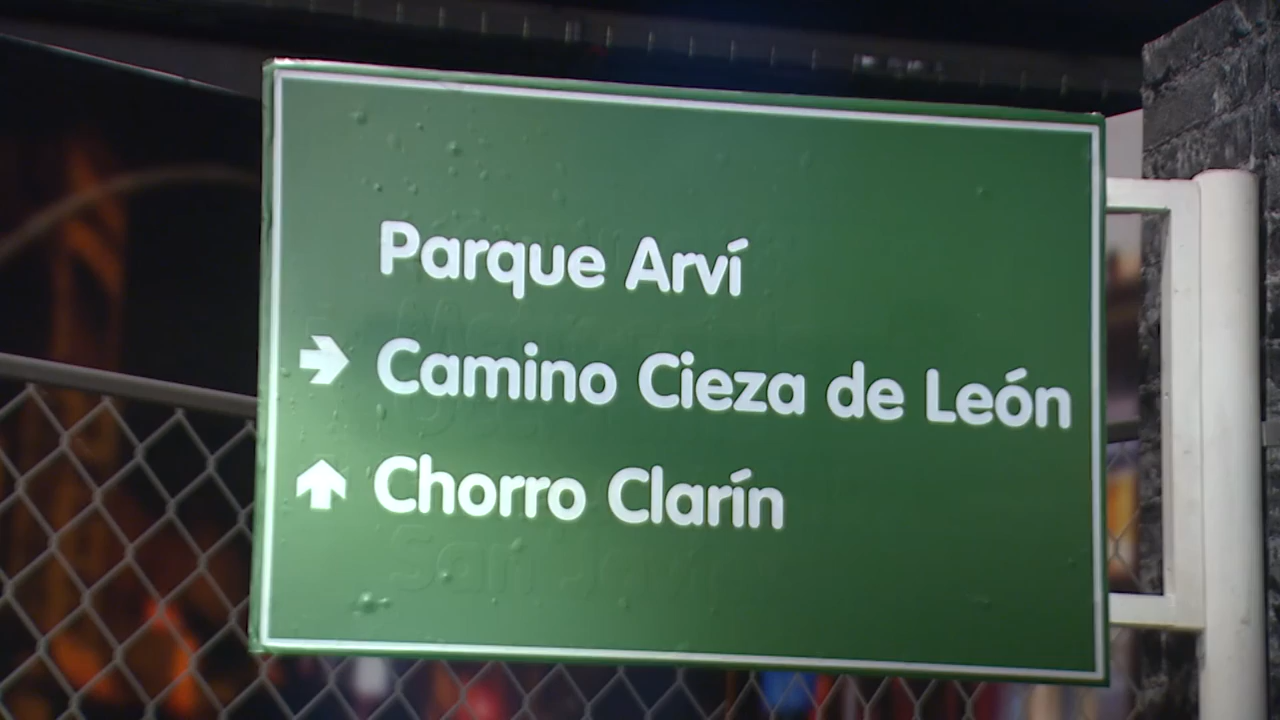 Parque Arví
→ Camino Cieza de León
↑ Chorro Clarín